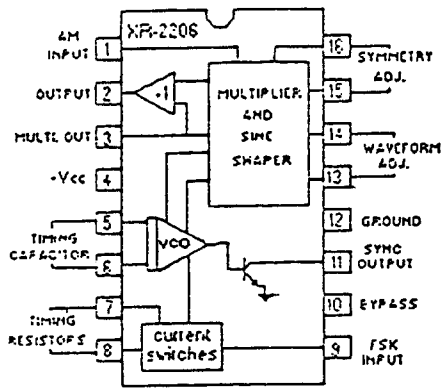 XR-2206
AM
INPUT
1
OUTPUT
2
MULTI. OUT
3
+Vcc
4
TIMING
CAPACITOR
5
6
TIMING
RESISTORS
7
8
+1
MULTIPLIER
AND
SINE
SHAPER
VCO
current
switches
16
SYMMETRY
ADJ.
15
14
WAVEFORM
ADJ.
13
12
GROUND
11
SYNC
OUTPUT
10
BYPASS
9
FSK
INPUT